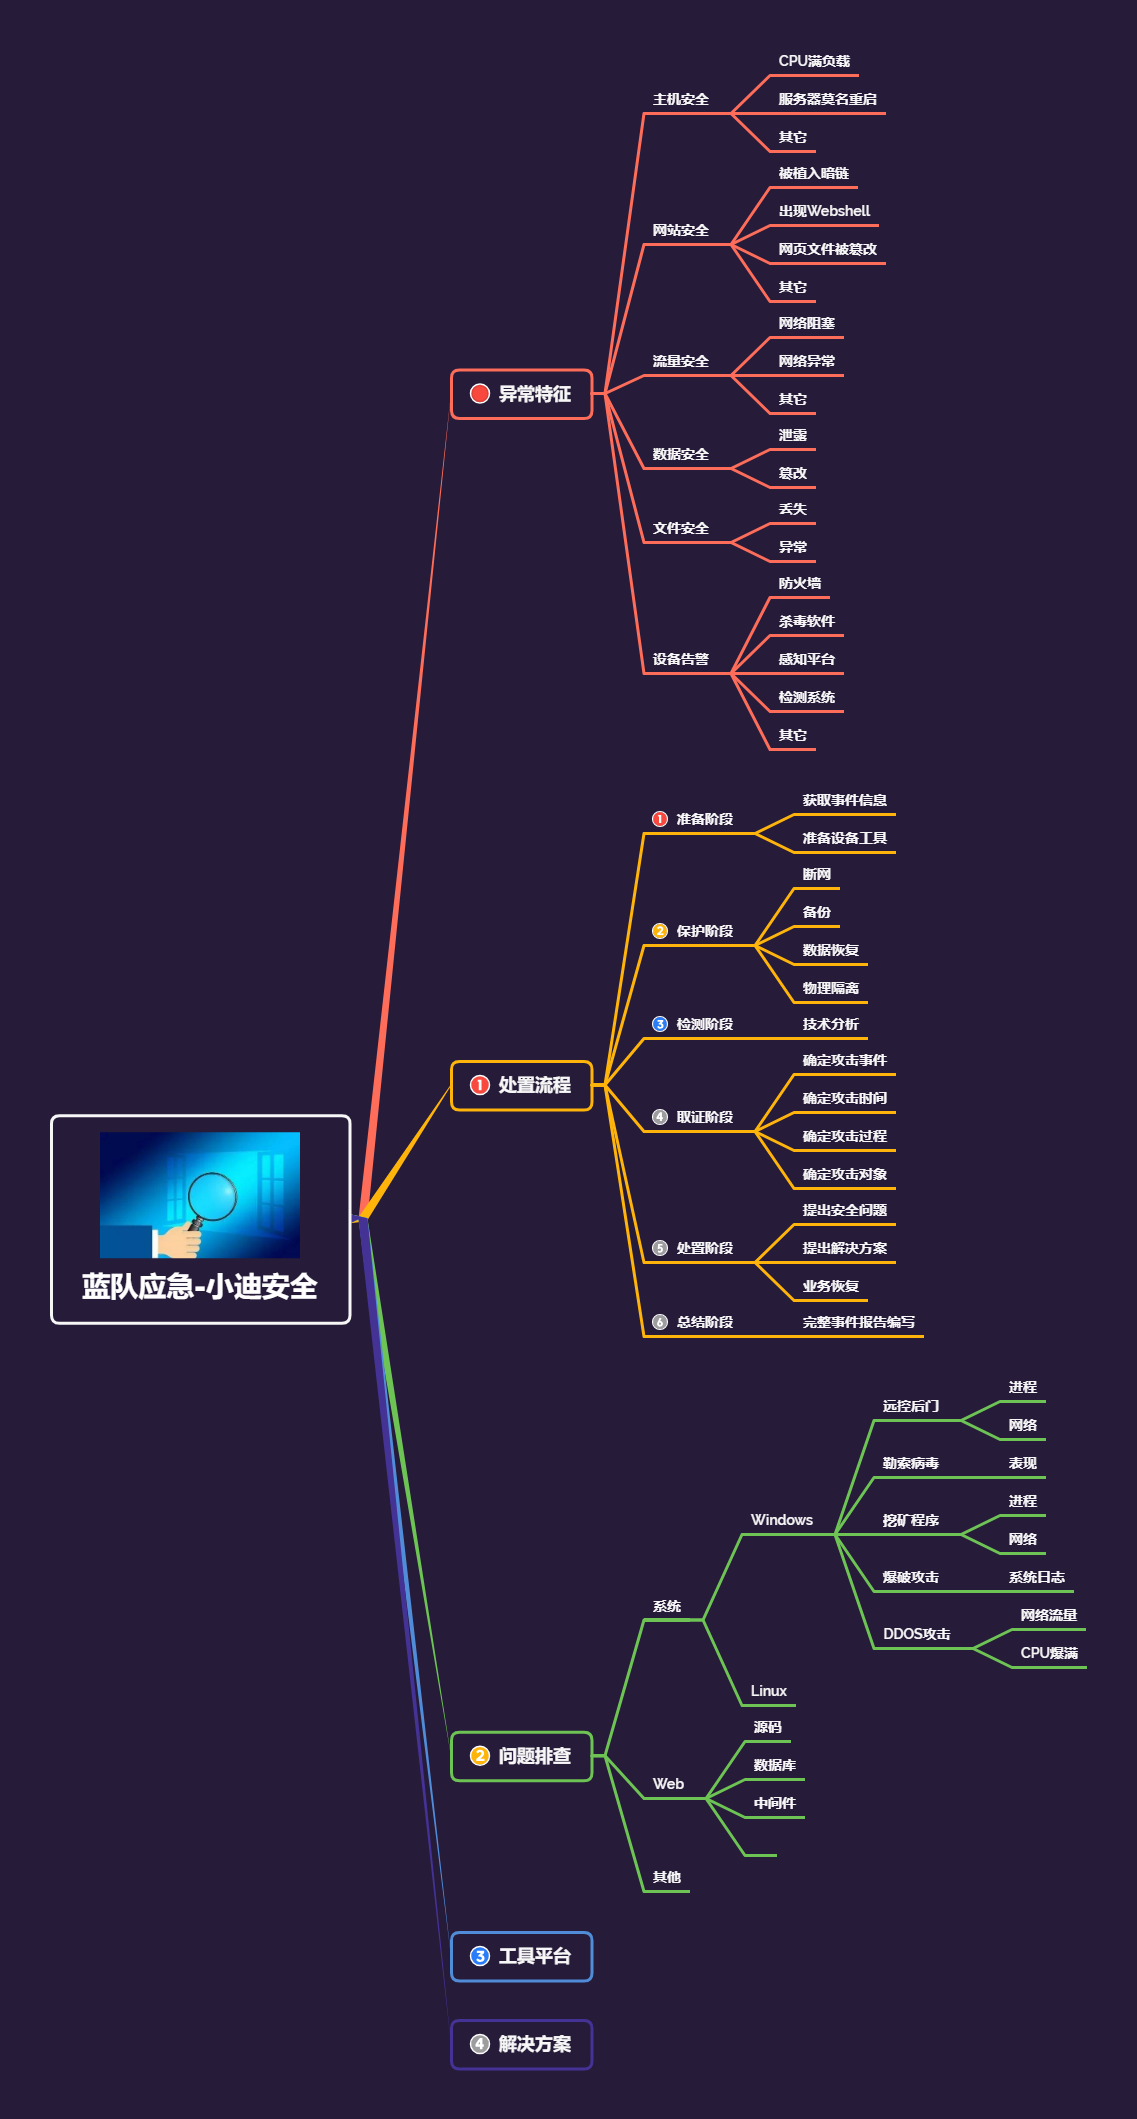 蓝队应急-小迪安全
异常特征
主机安全
CPU满负载
服务器莫名重启
其它
网站安全
被植入暗链
出现Webshell
网页文件被篡改
其它
流量安全
网络阻塞
网络异常
其它
数据安全
泄露
篡改
文件安全
丢失
异常
设备告警
防火墙
杀毒软件
感知平台
检测系统
其它
1 处置流程
1 准备阶段
获取事件信息
准备设备工具
2 保护阶段
断网
备份
数据恢复
物理隔离
3 检测阶段
技术分析
4 取证阶段
确定攻击事件
确定攻击时间
确定攻击过程
确定攻击对象
5 处置阶段
提出安全问题
提出解决方案
业务恢复
6 总结阶段
完整事件报告编写
2 问题排查
系统
Windows
远控后门
进程
网络
勒索病毒
表现
挖矿程序
进程
网络
爆破攻击
系统日志
DDOS攻击
网络流量
CPU爆满
Linux
Web
源码
数据库
中间件
其他
3 工具平台
4 解决方案